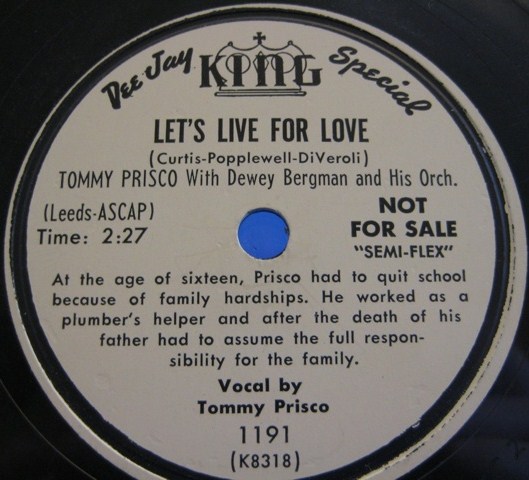 Dee-Jay KING Special
LET'S LIVE FOR LOVE
(Curtis-Popplewell-DiVeroli)
TOMMY PRISCO With Dewey Bergman and His Orch.
(Leeds-ASCAP)
Time: 2:27
NOT
FOR SALE
"SEMI-FLEX"
At the age of sixteen, Prisco had to quit school
because of family hardships. He worked as a
plumber's helper and after the death of his
father had to assume the full respon-
sibility for the family.
Vocal by
Tommy Prisco
1191
(K8318)